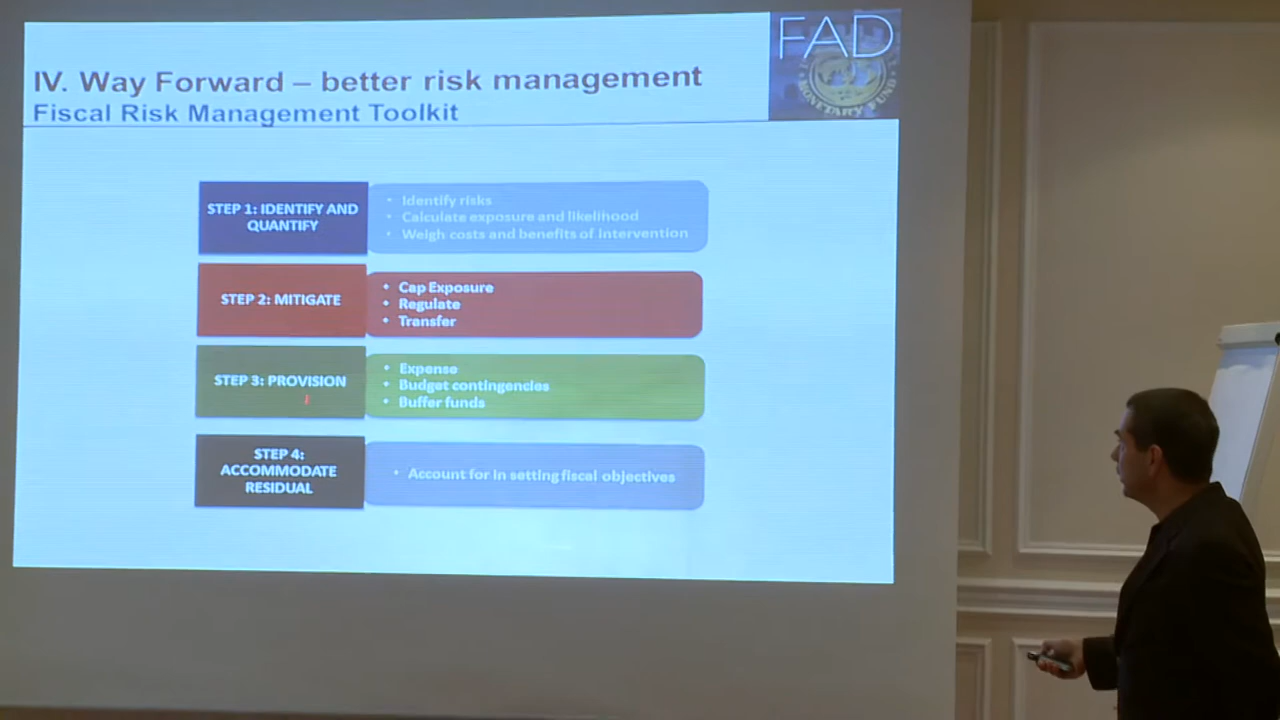 FAD
MONETARY FUND
IV. Way Forward – better risk management
Fiscal Risk Management Toolkit
STEP 1: IDENTIFY AND
QUANTIFY
• Identify risks
• Calculate exposure and likelihood
• Weigh costs and benefits of intervention
STEP 2: MITIGATE
• Cap Exposure
• Regulate
• Transfer
STEP 3: PROVISION
• Expense
• Budget contingencies
• Buffer funds
STEP 4:
ACCOMMODATE
RESIDUAL
• Account for in setting fiscal objectives